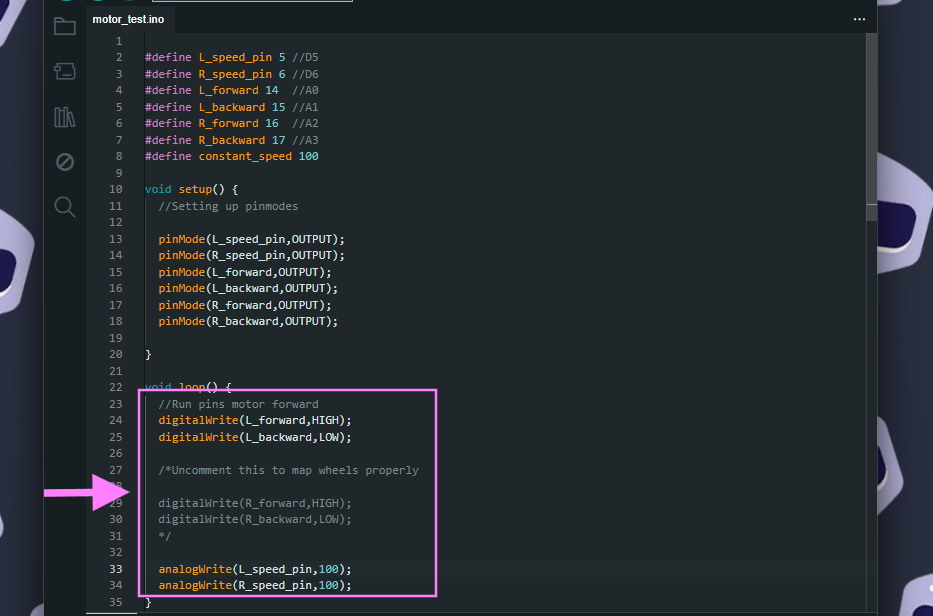 motor_test.ino
...
1
2 #define L_speed_pin 5 //D5
3 #define R_speed_pin 6 //D6
4 #define L_forward 14 //A0
5 #define L_backward 15 //A1
6 #define R_forward 16 //A2
7 #define R_backward 17 //A3
8 #define constant_speed 100
9
10 void setup() {
11 //Setting up pinmodes
12
13 pinMode(L_speed_pin,OUTPUT);
14 pinMode(R_speed_pin,OUTPUT);
15 pinMode(L_forward,OUTPUT);
16 pinMode(L_backward,OUTPUT);
17 pinMode(R_forward,OUTPUT);
18 pinMode(R_backward,OUTPUT);
19
20 }
21
22 void loop() {
23 //Run pins motor forward
24 digitalWrite(L_forward,HIGH);
25 digitalWrite(L_backward,LOW);
26
27 /*Uncomment this to map wheels properly
28
29 digitalWrite(R_forward,HIGH);
30 digitalWrite(R_backward,LOW);
31 */
32
33 analogWrite(L_speed_pin,100);
34 analogWrite(R_speed_pin,100);
35 }